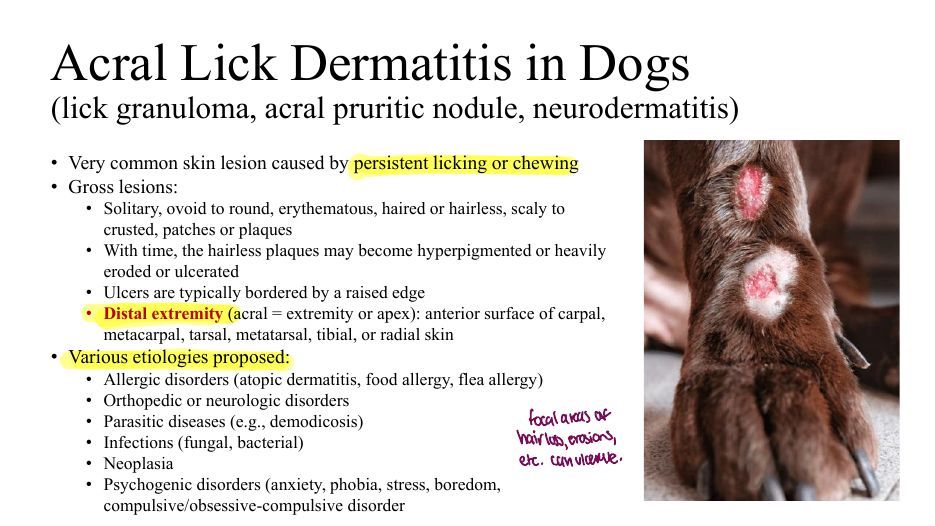 Acral Lick Dermatitis in Dogs
(lick granuloma, acral pruritic nodule, neurodermatitis)
• Very common skin lesion caused by persistent licking or chewing
• Gross lesions:
• Solitary, ovoid to round, erythematous, haired or hairless, scaly to
crusted, patches or plaques
• With time, the hairless plaques may become hyperpigmented or heavily
eroded or ulcerated
• Ulcers are typically bordered by a raised edge
• Distal extremity (acral = extremity or apex): anterior surface of carpal,
metacarpal, tarsal, metatarsal, tibial, or radial skin
• Various etiologies proposed:
• Allergic disorders (atopic dermatitis, food allergy, flea allergy)
• Orthopedic or neurologic disorders
• Parasitic diseases (e.g., demodicosis)
• Infections (fungal, bacterial)
• Neoplasia
• Psychogenic disorders (anxiety, phobia, stress, boredom,
compulsive/obsessive-compulsive disorder
focal areas of
hair loss, erosions,
etc. can ulcerate.